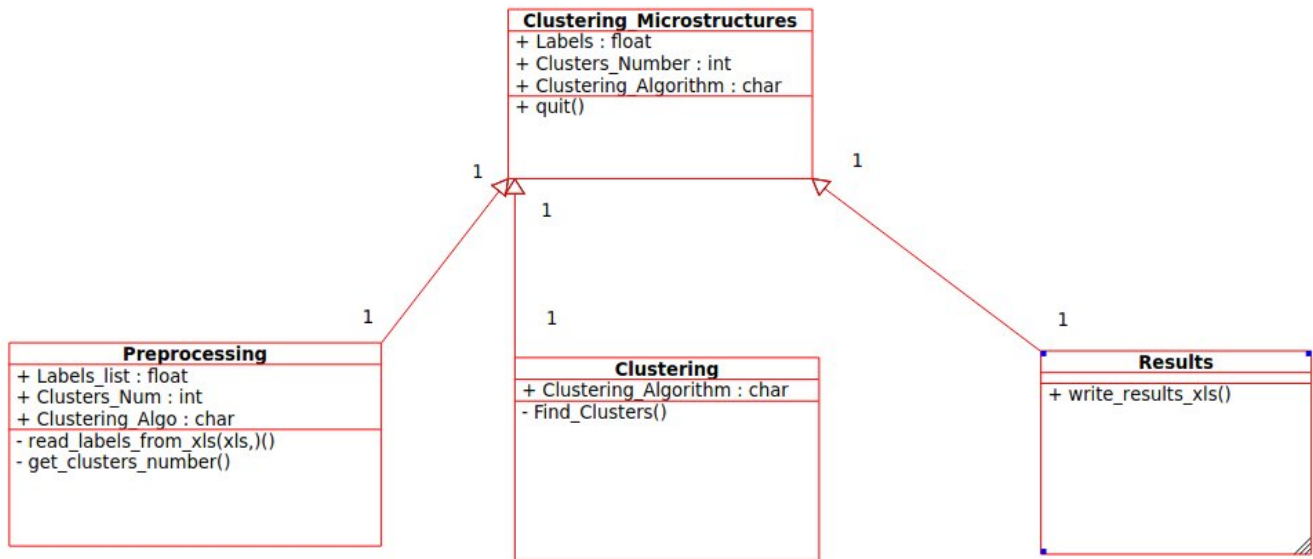 Clustering_Microstructures
+ Labels : float
+ Clusters_Number : int
+ Clustering_Algorithm : char
+ quit()
1
1
1
1
1
1
Preprocessing
+ Labels_list : float
+ Clusters_Num : int
+ Clustering_Algo : char
- read_labels_from_xls(xls,)()
- get_clusters_number()
Clustering
+ Clustering_Algorithm : char
- Find_Clusters()
Results
+ write_results_xls()